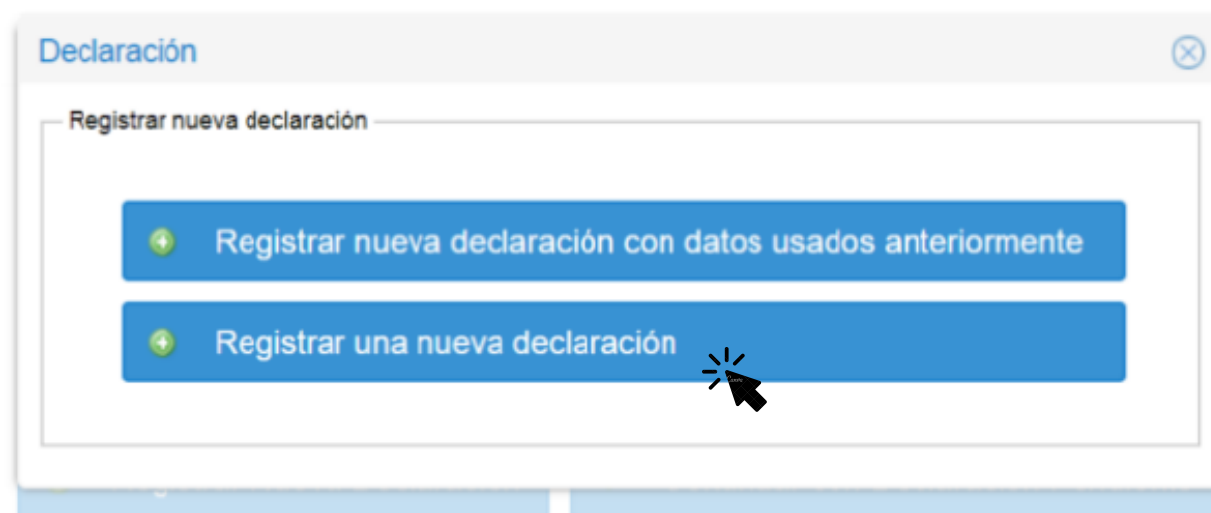 Declaración
Registrar nueva declaración
Registrar nueva declaración con datos usados anteriormente
Registrar una nueva declaración